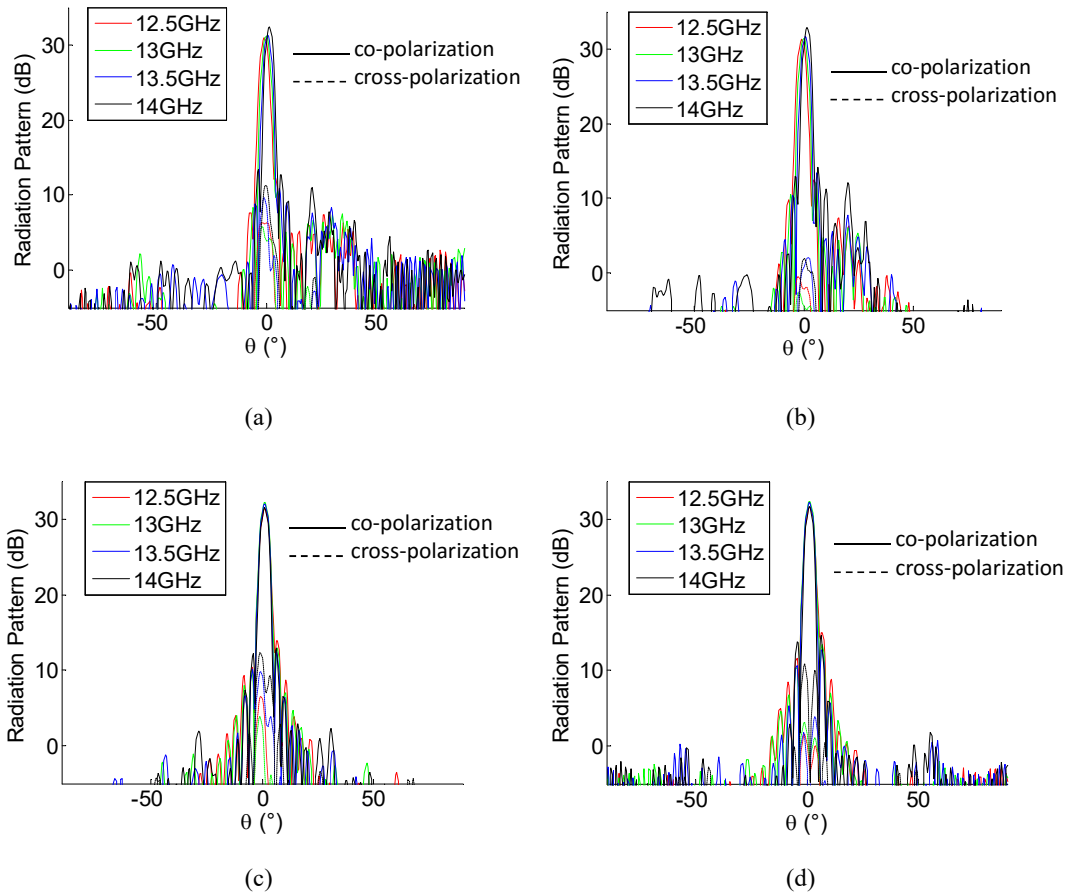 12.5GHz
13GHz
13.5GHz
14GHz
co-polarization
cross-polarization
Radiation Pattern (dB)
30
20
10
0
-50
0
50
θ (°)
(a)
12.5GHz
13GHz
13.5GHz
14GHz
co-polarization
cross-polarization
Radiation Pattern (dB)
30
20
10
0
-50
0
50
θ (°)
(b)
12.5GHz
13GHz
13.5GHz
14GHz
co-polarization
cross-polarization
Radiation Pattern (dB)
30
20
10
0
-50
0
50
θ (°)
(c)
12.5GHz
13GHz
13.5GHz
14GHz
co-polarization
cross-polarization
Radiation Pattern (dB)
30
20
10
0
-50
0
50
θ (°)
(d)